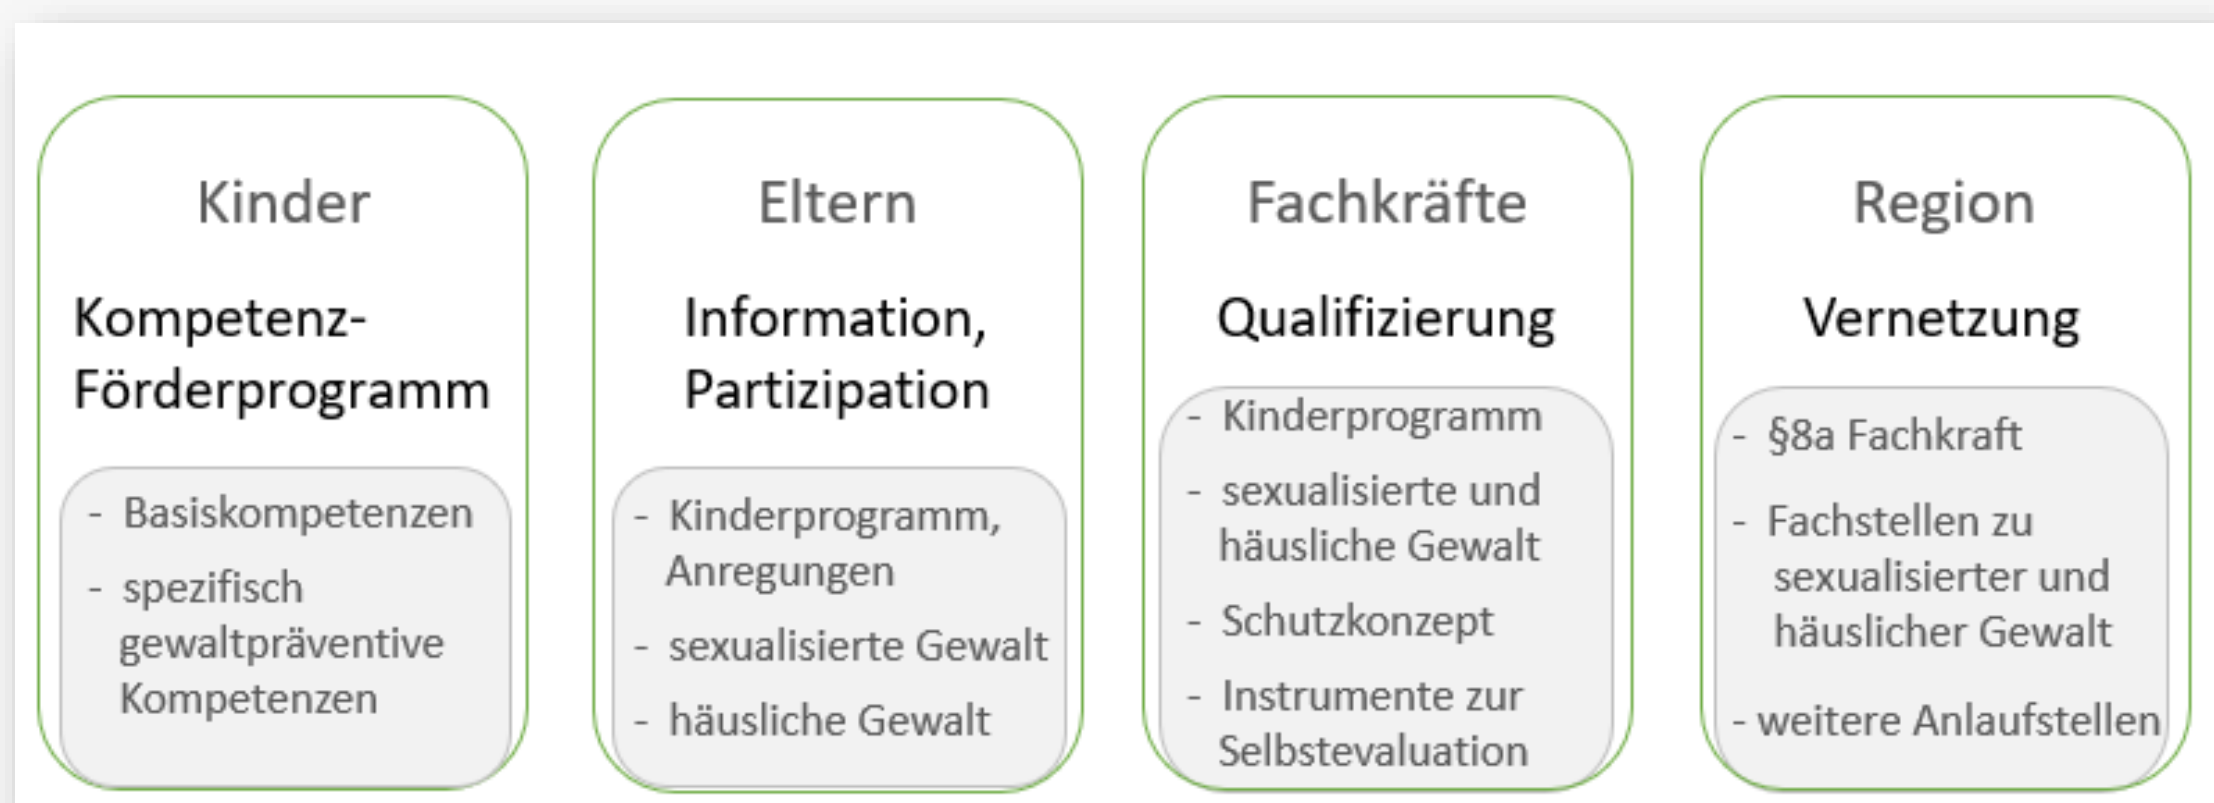 Kinder
Kompetenz-
Förderprogramm
- Basiskompetenzen
- spezifisch
gewaltpräventive
Kompetenzen
Eltern
Information,
Partizipation
- Kinderprogramm,
Anregungen
- sexualisierte Gewalt
- häusliche Gewalt
Fachkräfte
Qualifizierung
- Kinderprogramm
- sexualisierte und
häusliche Gewalt
- Schutzkonzept
- Instrumente zur
Selbstevaluation
Region
Vernetzung
- §8a Fachkraft
- Fachstellen zu
sexualisierter und
häuslicher Gewalt
- weitere Anlaufstellen